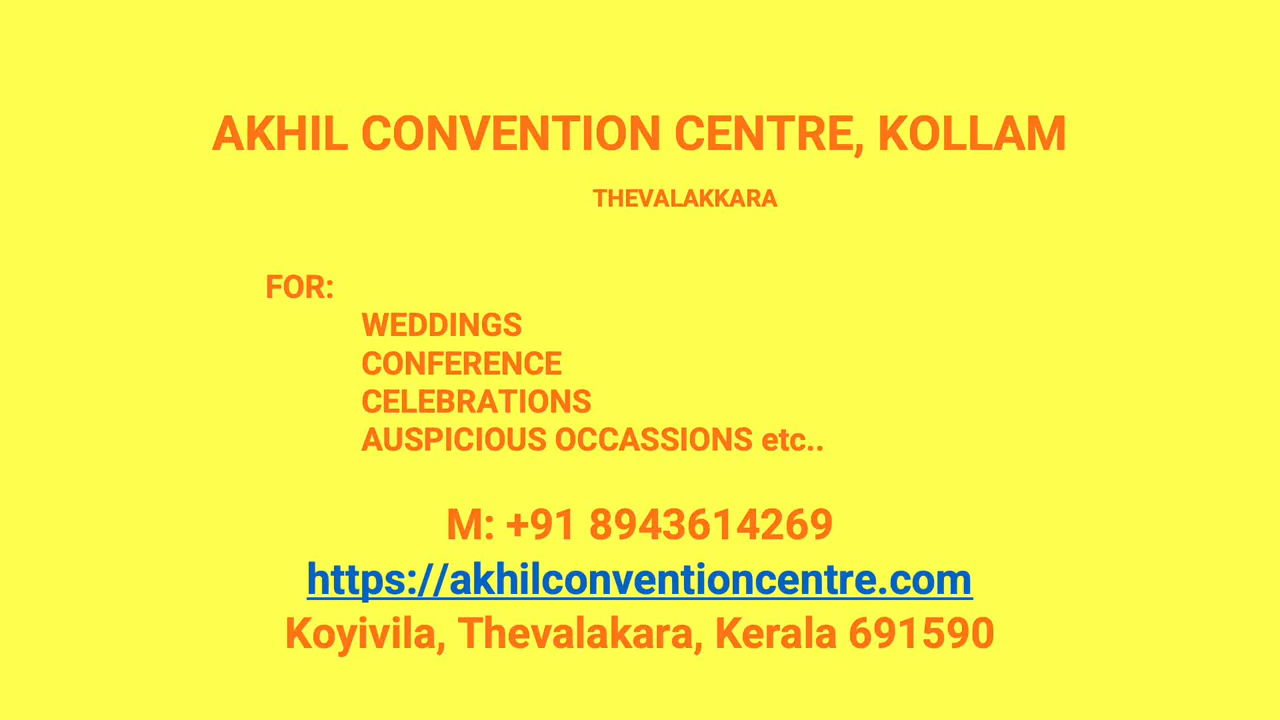 AKHIL CONVENTION CENTRE, KOLLAM
THEVALAKKARA
FOR:
WEDDINGS
CONFERENCE
CELEBRATIONS
AUSPICIOUS OCCASSIONS etc..
M: +91 8943614269
https://akhilconventioncentre.com
Koyivila, Thevalakara, Kerala 691590